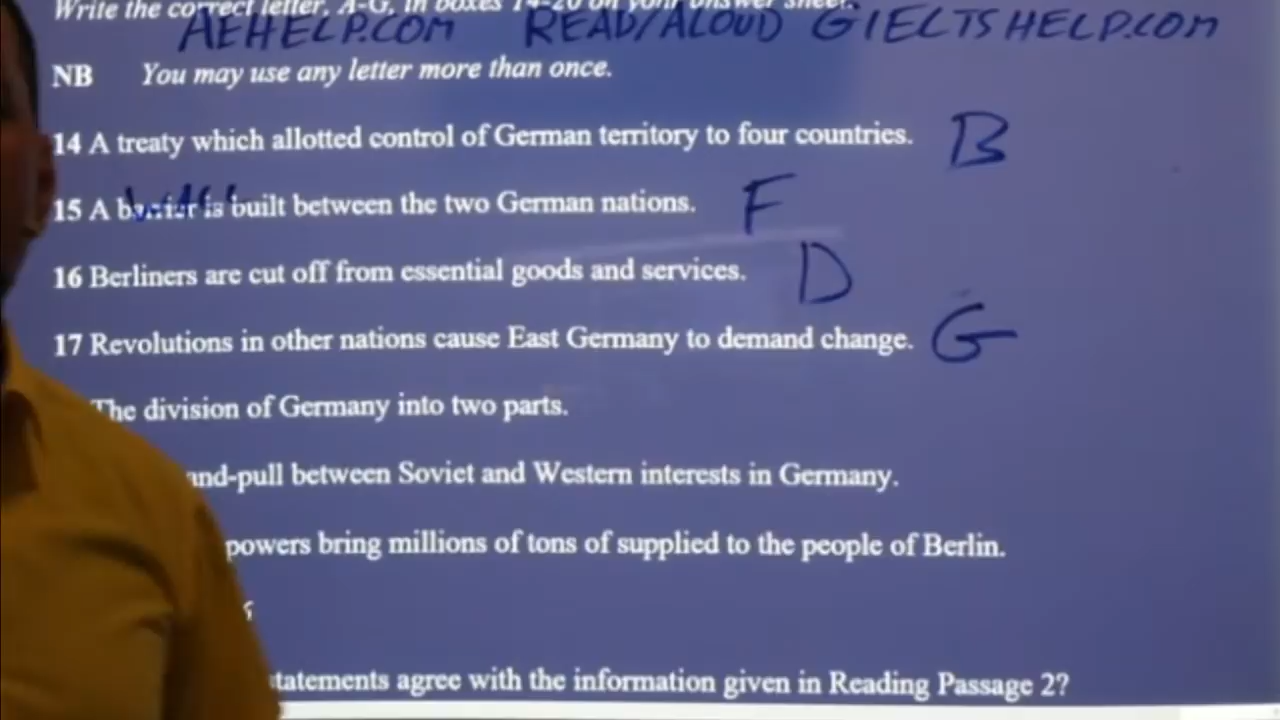 Write the correct letter, A-G, in boxes 14-20 on your answer sheet.
AEHELP.COM READ/ALOUD GIELTSHELP.COM
NB You may use any letter more than once.
14 A treaty which allotted control of German territory to four countries. B
15 A barrier is built between the two German nations. F
16 Berliners are cut off from essential goods and services. D
17 Revolutions in other nations cause East Germany to demand change. G
The division of Germany into two parts.
and-pull between Soviet and Western interests in Germany.
powers bring millions of tons of supplied to the people of Berlin.
statements agree with the information given in Reading Passage 2?